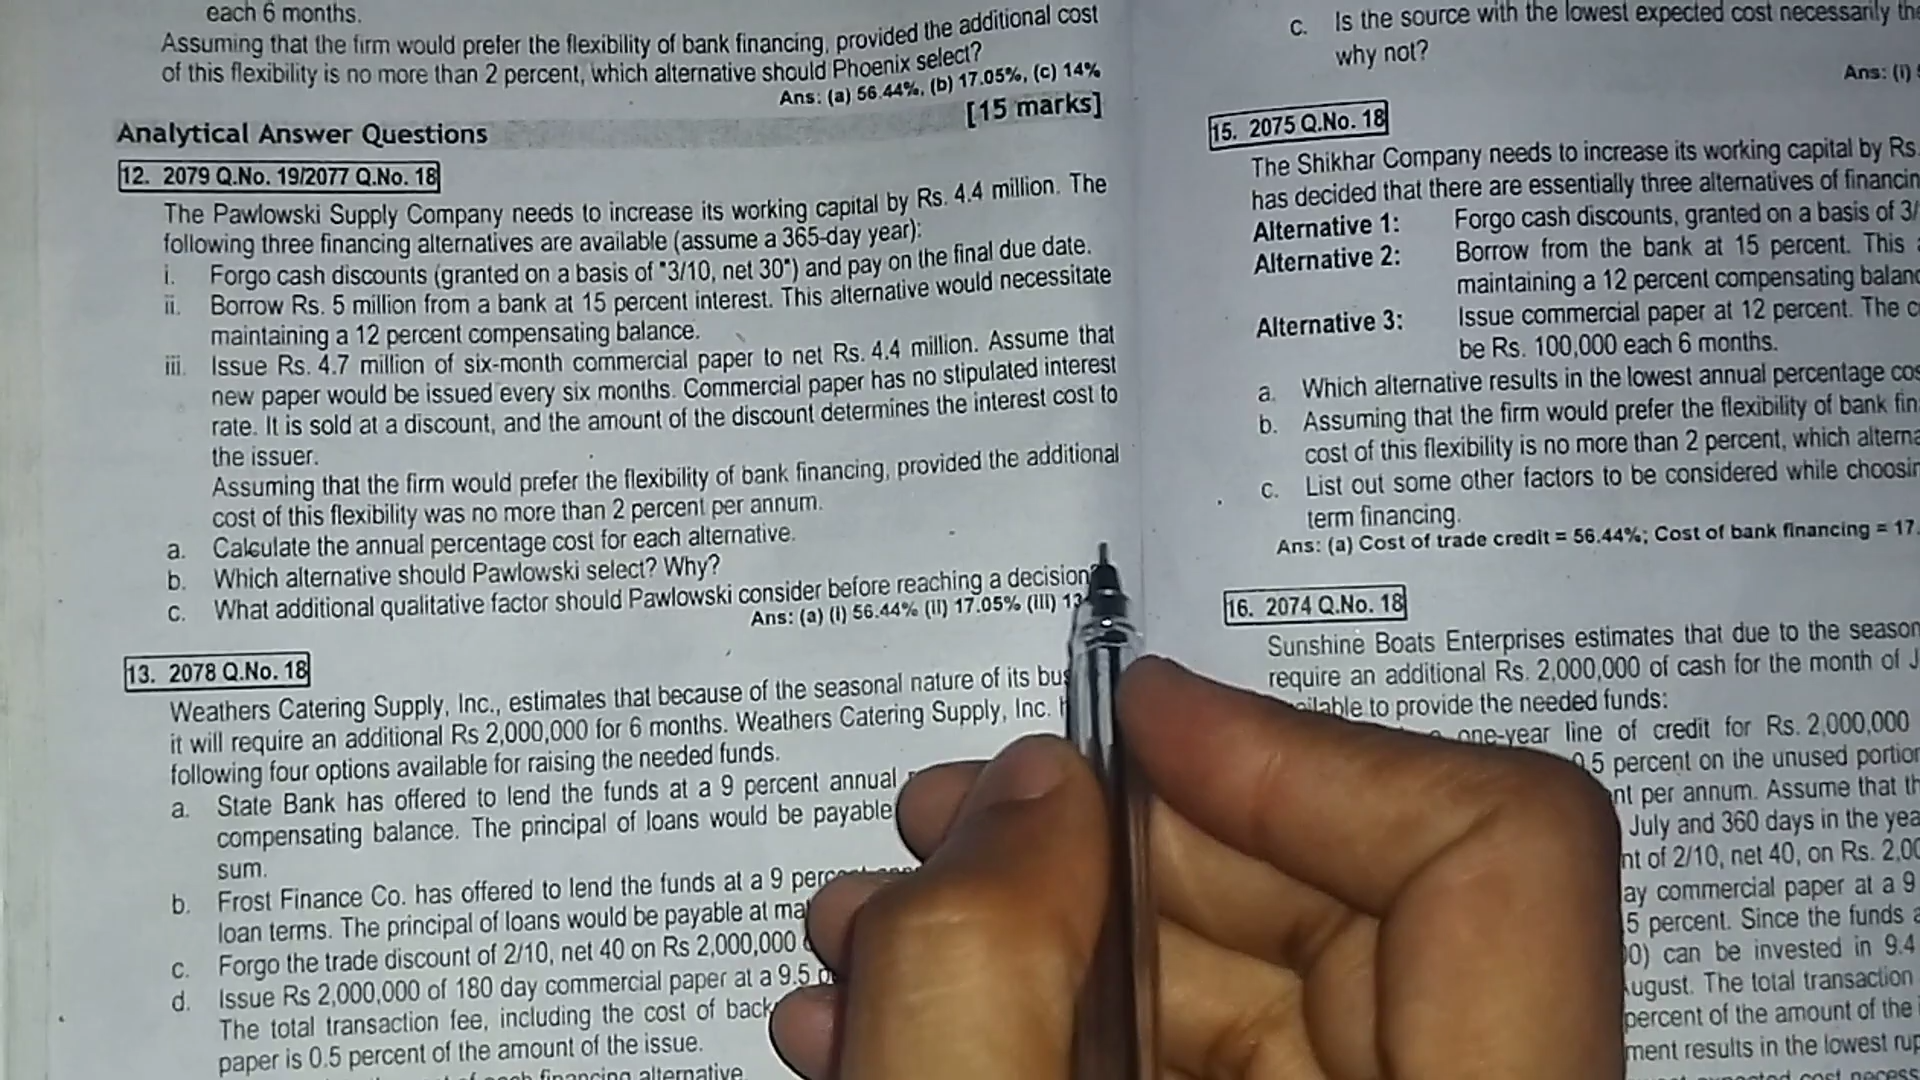 each 6 months.
Assuming that the firm would prefer the flexibility of bank financing, provided the additional cost
of this flexibility is no more than 2 percent, which alternative should Phoenix select?
Ans: (a) 56.44%, (b) 17.05%, (c) 14%
Analytical Answer Questions [15 marks]
12. 2079 Q.No. 19/2077 Q.No. 18
The Pawlowski Supply Company needs to increase its working capital by Rs. 4.4 million. The
following three financing alternatives are available (assume a 365-day year):
i. Forgo cash discounts (granted on a basis of "3/10, net 30") and pay on the final due date.
ii. Borrow Rs. 5 million from a bank at 15 percent interest. This alternative would necessitate
maintaining a 12 percent compensating balance.
iii. Issue Rs. 4.7 million of six-month commercial paper to net Rs. 4.4 million. Assume that
new paper would be issued every six months. Commercial paper has no stipulated interest
rate. It is sold at a discount, and the amount of the discount determines the interest cost to
the issuer.
Assuming that the firm would prefer the flexibility of bank financing, provided the additional
cost of this flexibility was no more than 2 percent per annum.
a. Calculate the annual percentage cost for each alternative.
b. Which alternative should Pawlowski select? Why?
c. What additional qualitative factor should Pawlowski consider before reaching a decision
Ans: (a) (i) 56.44% (ii) 17.05% (iii) 13
13. 2078 Q.No. 18
Weathers Catering Supply, Inc., estimates that because of the seasonal nature of its
it will require an additional Rs 2,000,000 for 6 months. Weathers Catering Supply, Inc.
following four options available for raising the needed funds.
a. State Bank has offered to lend the funds at a 9 percent annual
compensating balance. The principal of loans would be payable
sum.
b. Frost Finance Co. has offered to lend the funds at a 9
loan terms. The principal of loans would be payable at
c. Forgo the trade discount of 2/10, net 40 on Rs 2,000,000
d. Issue Rs 2,000,000 of 180 day commercial paper at a 9.5
The total transaction fee, including the cost of
paper is 0.5 percent of the amount of the issue.
financing alternative
c. Is the source with the lowest expected cost necessarily
why not?
Ans: (i)
15. 2075 Q.No. 18
The Shikhar Company needs to increase its working capital by Rs.
has decided that there are essentially three alternatives of
Alternative 1: Forgo cash discounts, granted on a basis of 3/
Alternative 2: Borrow from the bank at 15 percent. This
maintaining a 12 percent compensating
Alternative 3: Issue commercial paper at 12 percent. The
be Rs. 100,000 each 6 months.
a. Which alternative results in the lowest annual percentage
b. Assuming that the firm would prefer the flexibility of bank
cost of this flexibility is no more than 2 percent, which
c. List out some other factors to be considered while
term financing.
Ans: (a) Cost of trade credit = 56.44%; Cost of bank financing = 17.
16. 2074 Q.No. 18
Sunshine Boats Enterprises estimates that due to the
require an additional Rs. 2,000,000 of cash for the month of
to provide the needed funds:
one-year line of credit for Rs. 2,000,000
0.5 percent on the unused
per annum. Assume that
July and 360 days in the
of 2/10, net 40, on Rs.
commercial paper at a 9
5 percent. Since the funds
can be invested in 9.4
The total transaction
percent of the amount of the
results in the lowest